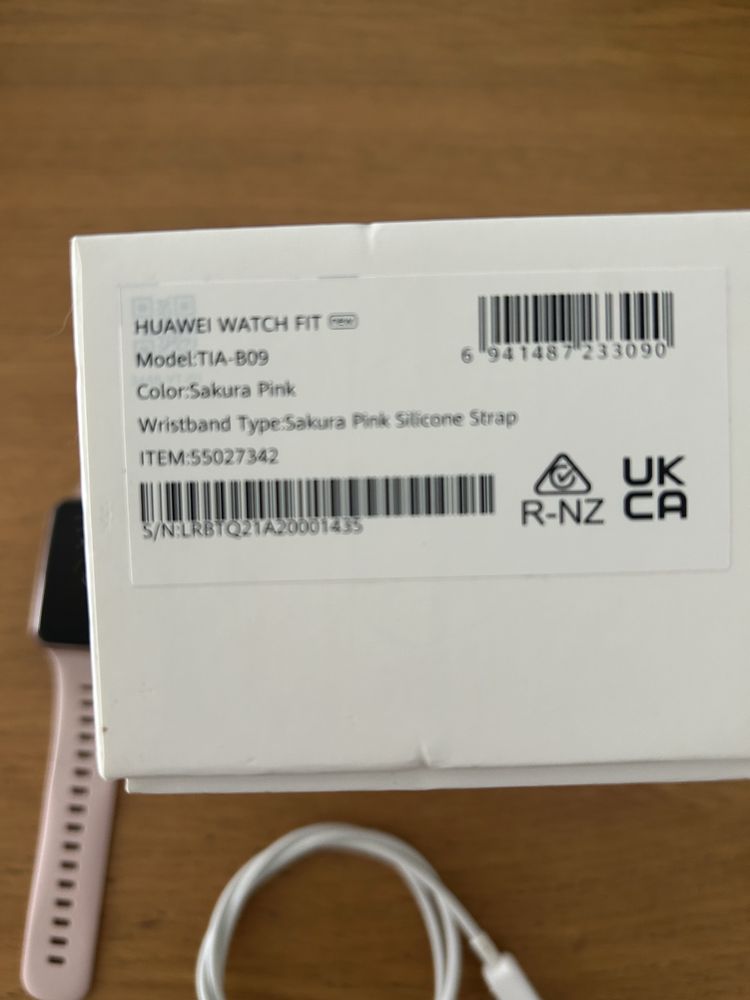 HUAWEI WATCH FIT new
Model:TIA-B09
Color:Sakura Pink
Wristband Type:Sakura Pink Silicone Strap
ITEM:55027342
S/N:LRBTQ21A20001435
6 941487 233090
R-NZ
UK
CA